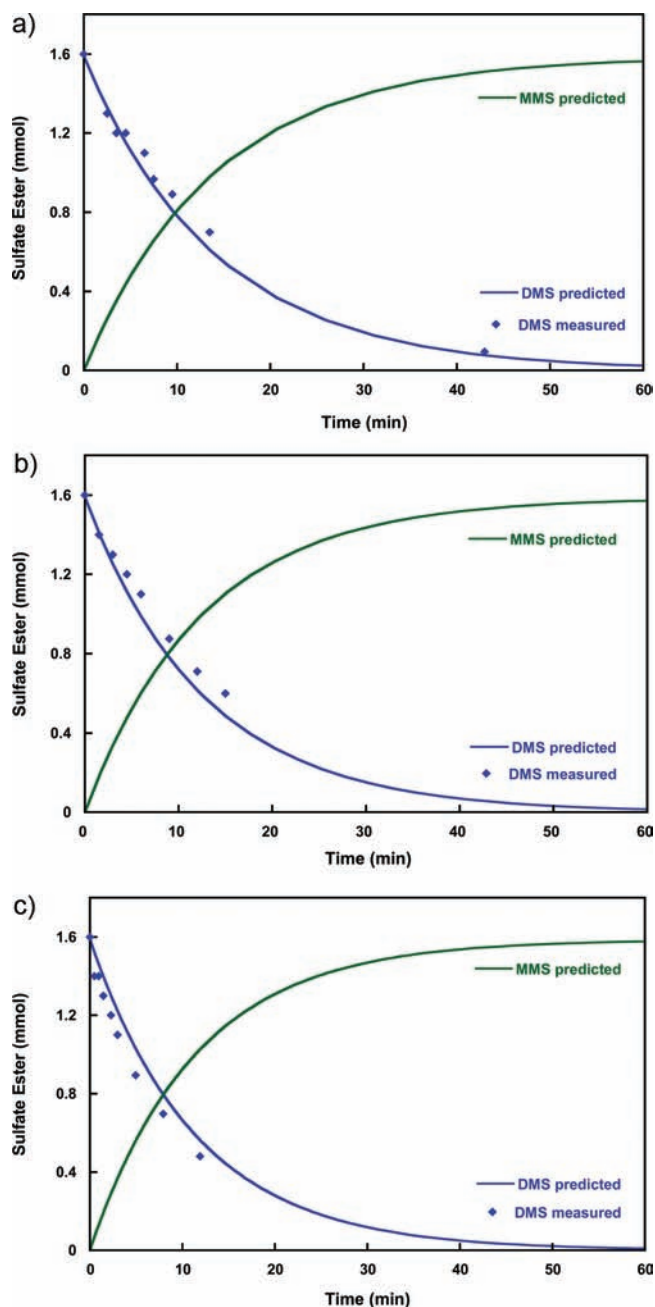 a)
1.6
1.2
0.8
0.4
0
Sulfate Ester (mmol)
MMS predicted
DMS predicted
DMS measured
0 10 20 30 40 50 60
Time (min)
b)
1.6
1.2
0.8
0.4
0
Sulfate Ester (mmol)
MMS predicted
DMS predicted
DMS measured
0 10 20 30 40 50 60
Time (min)
c)
1.6
1.2
0.8
0.4
0
Sulfate Ester (mmol)
MMS predicted
DMS predicted
DMS measured
0 10 20 30 40 50 60
Time (min)